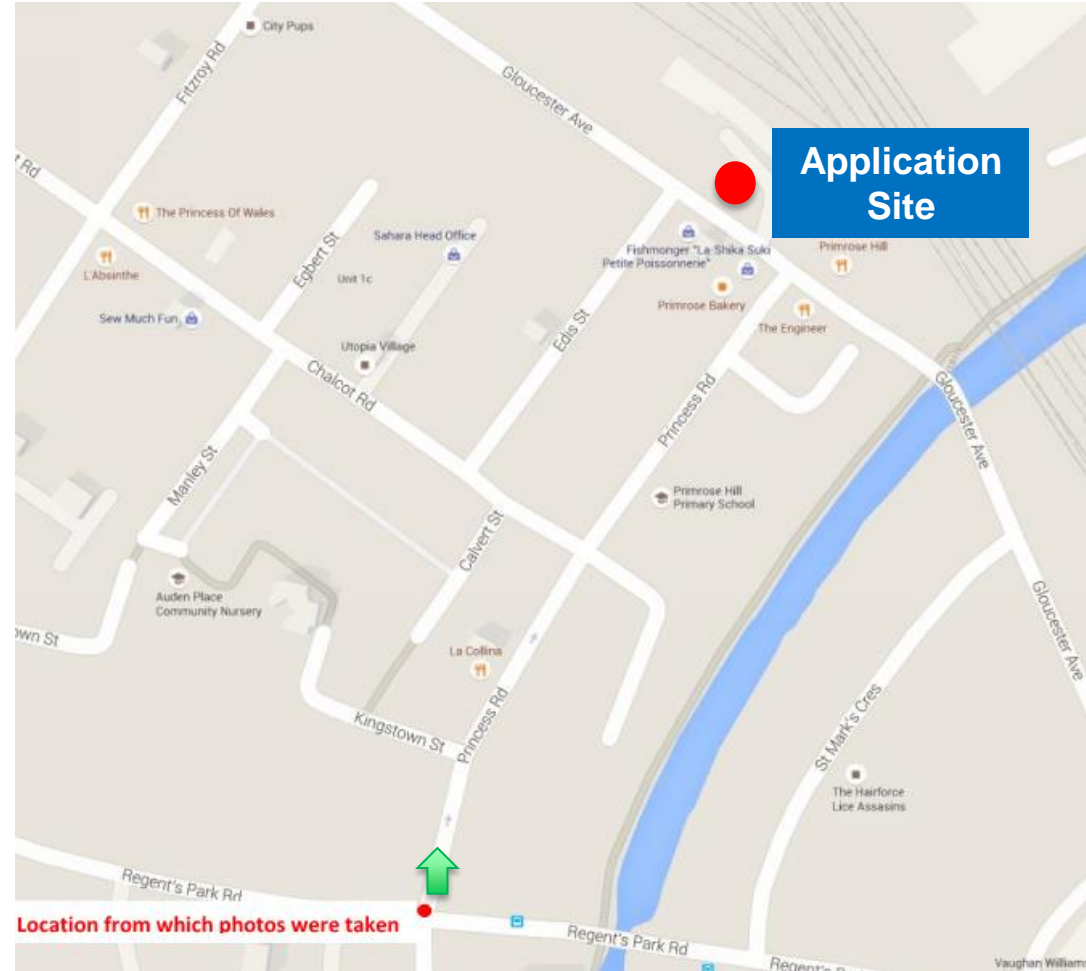 City Pups
Fitzroy Rd
Gloucester Ave
Application
Site
t Rd
The Princess Of Wales
Sahara Head Office
Egbert St
Unit 1c
L'Absinthe
Sew Much Fun
Utopia Village
Fishmonger "La Shika Suki
Petite Poissonnerie"
Primrose Hill
Primrose Bakery
The Engineer
Edis St
Chalcot Rd
Princess Rd
Gloucester Ave
Manley St
Primrose Hill
Primary School
Calvert St
Auden Place
Community Nursery
own St
La Collina
Gloucester Ave
Kingstown St
Princess Rd
St Mark's Cres
The Hairforce
Lice Assasins
Regent's Park Rd
Location from which photos were taken
Regent's Park Rd
Regent's P
Vaughan William